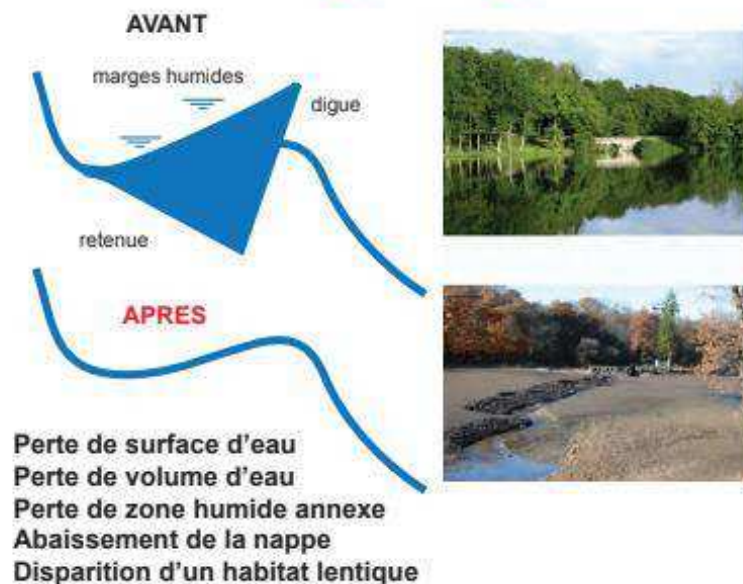 AVANT
marges humides
digue
retenue
APRES
Perte de surface d'eau
Perte de volume d'eau
Perte de zone humide annexe
Abaissement de la nappe
Disparition d'un habitat lentique